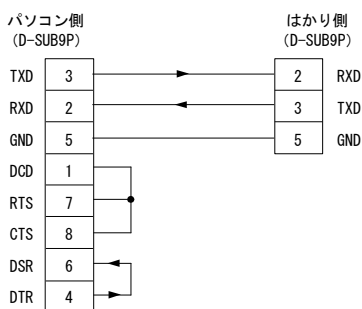 パソコン側 はかり側
(D-SUB9P) (D-SUB9P)
TXD 3 2 RXD
RXD 2 3 TXD
GND 5 5 GND
DCD 1
RTS 7
CTS 8
DSR 6
DTR 4